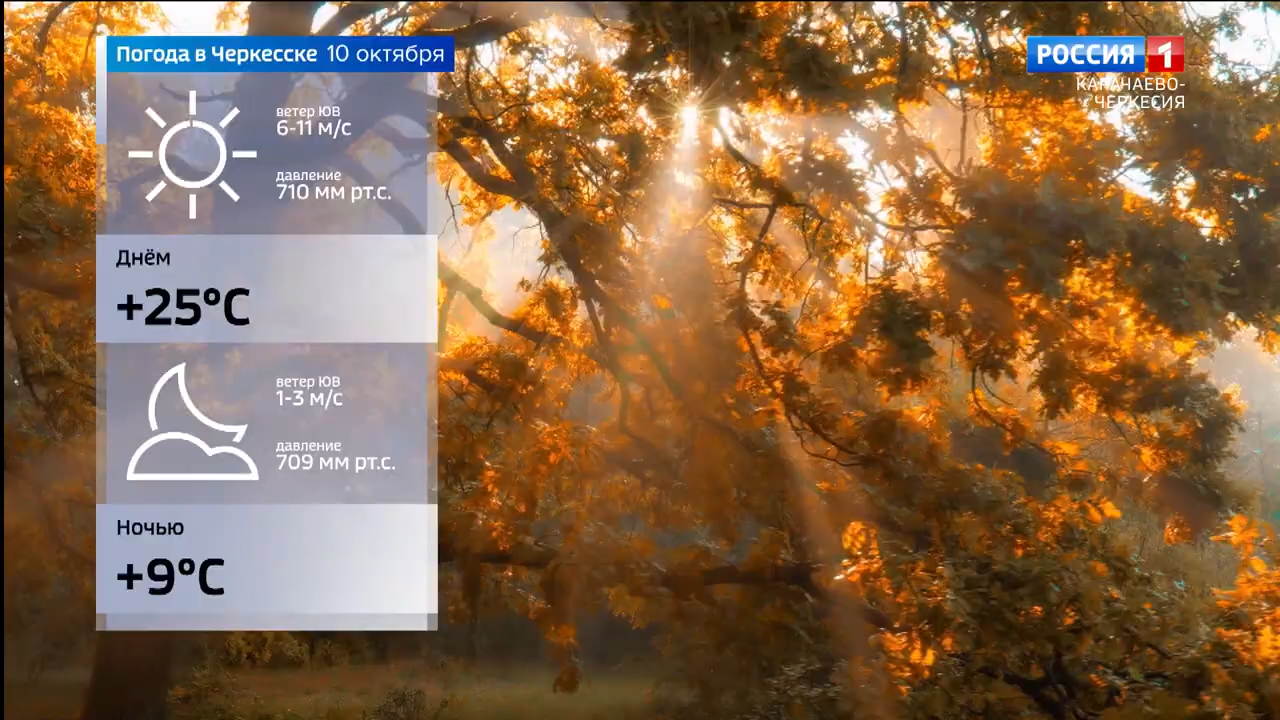 Погода в Черкесске 10 октября
РОССИЯ 1
КАРАЧАЕВО-
ЧЕРКЕСИЯ
ветер ЮВ
6-11 м/с
давление
710 мм рт.с.
Днём
+25°C
ветер ЮВ
1-3 м/с
давление
709 мм рт.с.
Ночью
+9°C